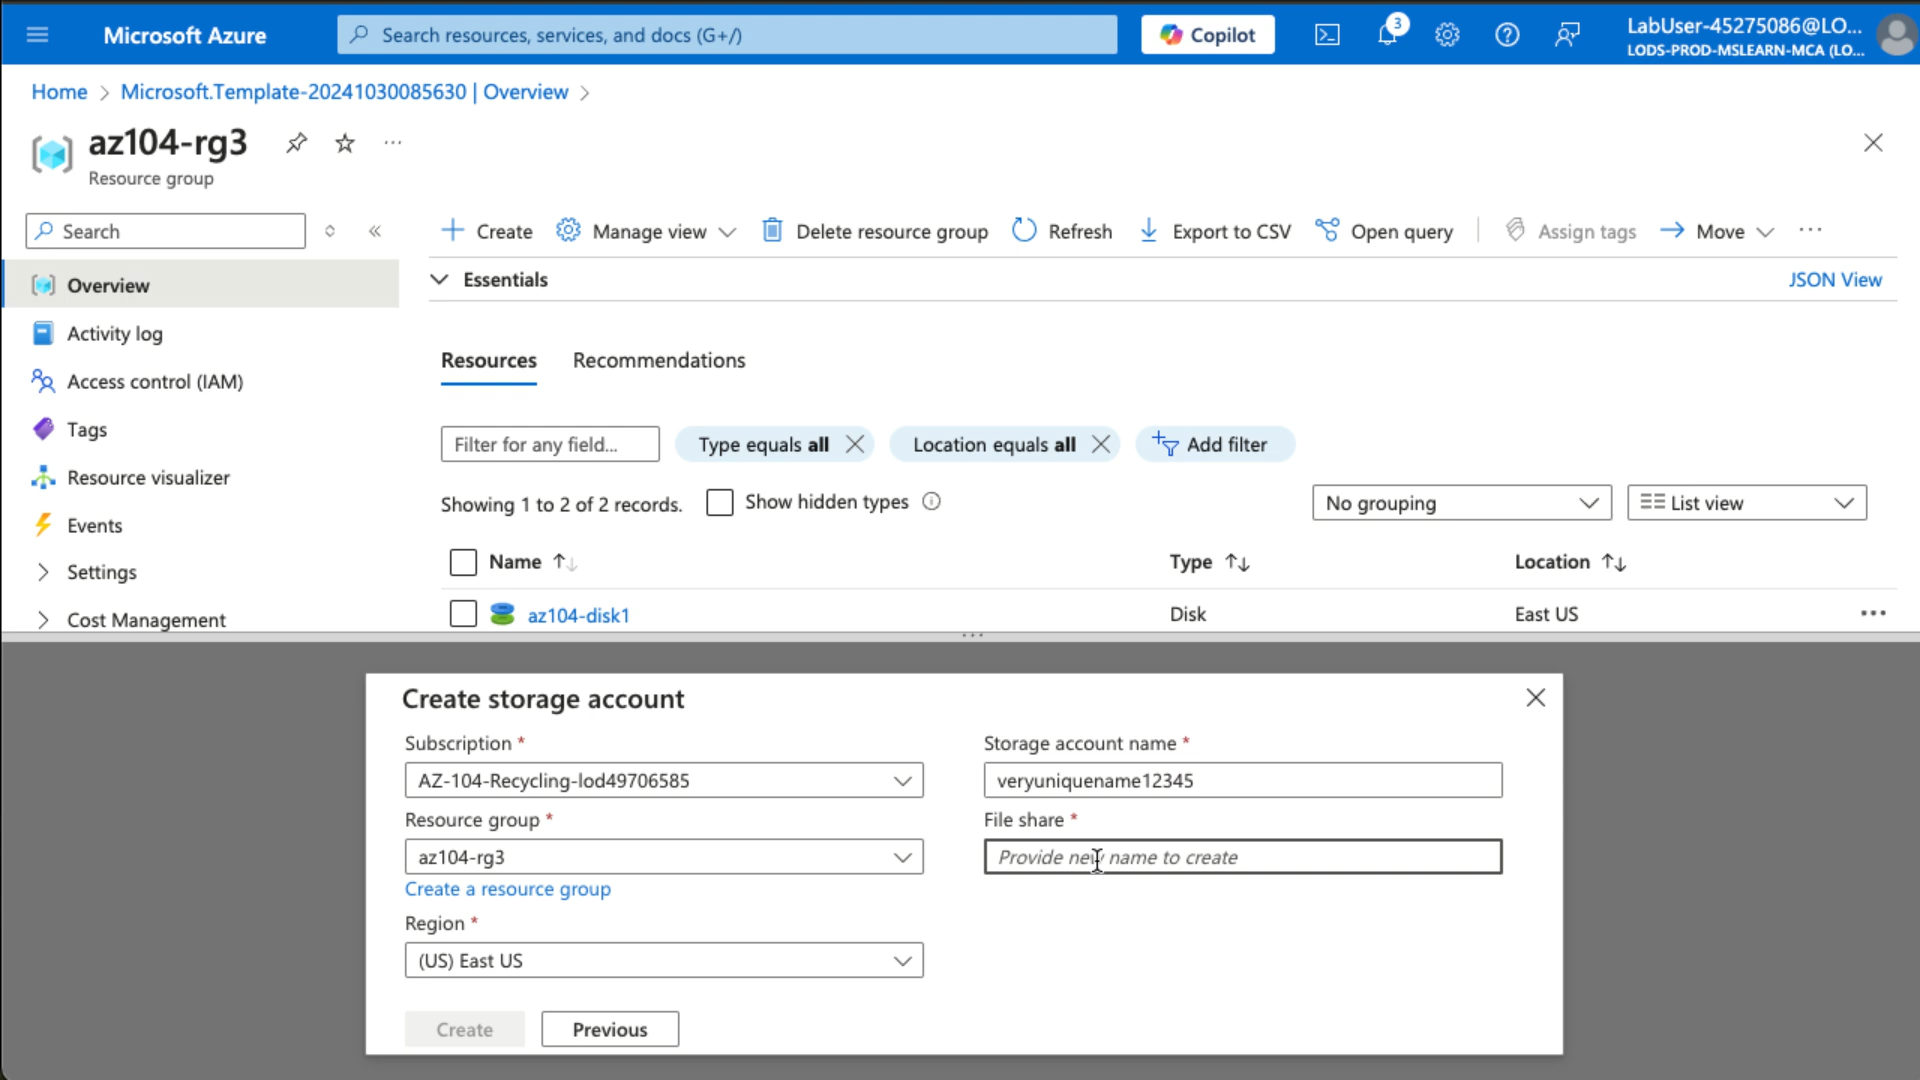 Microsoft Azure
Search resources, services, and docs (G+/)
Copilot
3
LabUser-45275086@LO...
LODS-PROD-MSLEARN-MCA (LO...
Home > Microsoft.Template-20241030085630 | Overview >
az104-rg3
Resource group
Search
Create
Manage view
Delete resource group
Refresh
Export to CSV
Open query
Assign tags
Move
Essentials
JSON View
Overview
Activity log
Access control (IAM)
Tags
Resource visualizer
Events
Settings
Cost Management
Resources
Recommendations
Filter for any field...
Type equals all
Location equals all
Add filter
Showing 1 to 2 of 2 records.
Show hidden types
No grouping
List view
Name
Type
Location
az104-disk1
Disk
East US
Create storage account
Subscription *
AZ-104-Recycling-lod49706585
Resource group *
az104-rg3
Create a resource group
Region *
(US) East US
Storage account name *
veryuniquename12345
File share *
Provide new name to create
Create
Previous